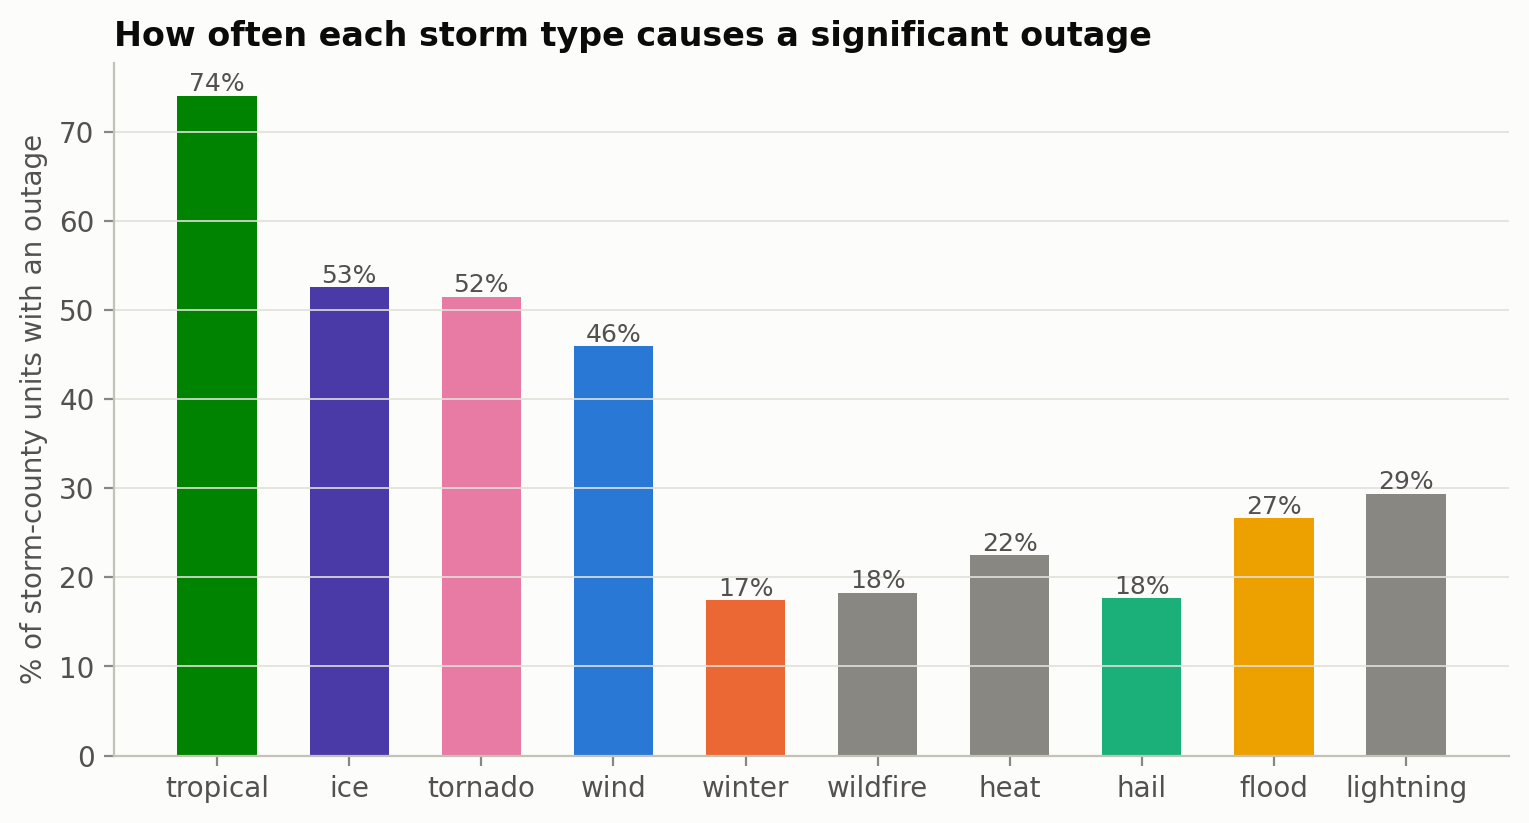 How often each storm type causes a significant outage
% of storm-county units with an outage
70
60
50
40
30
20
10
0
74%
53%
52%
46%
17%
18%
22%
18%
27%
29%
tropical
ice
tornado
wind
winter
wildfire
heat
hail
flood
lightning